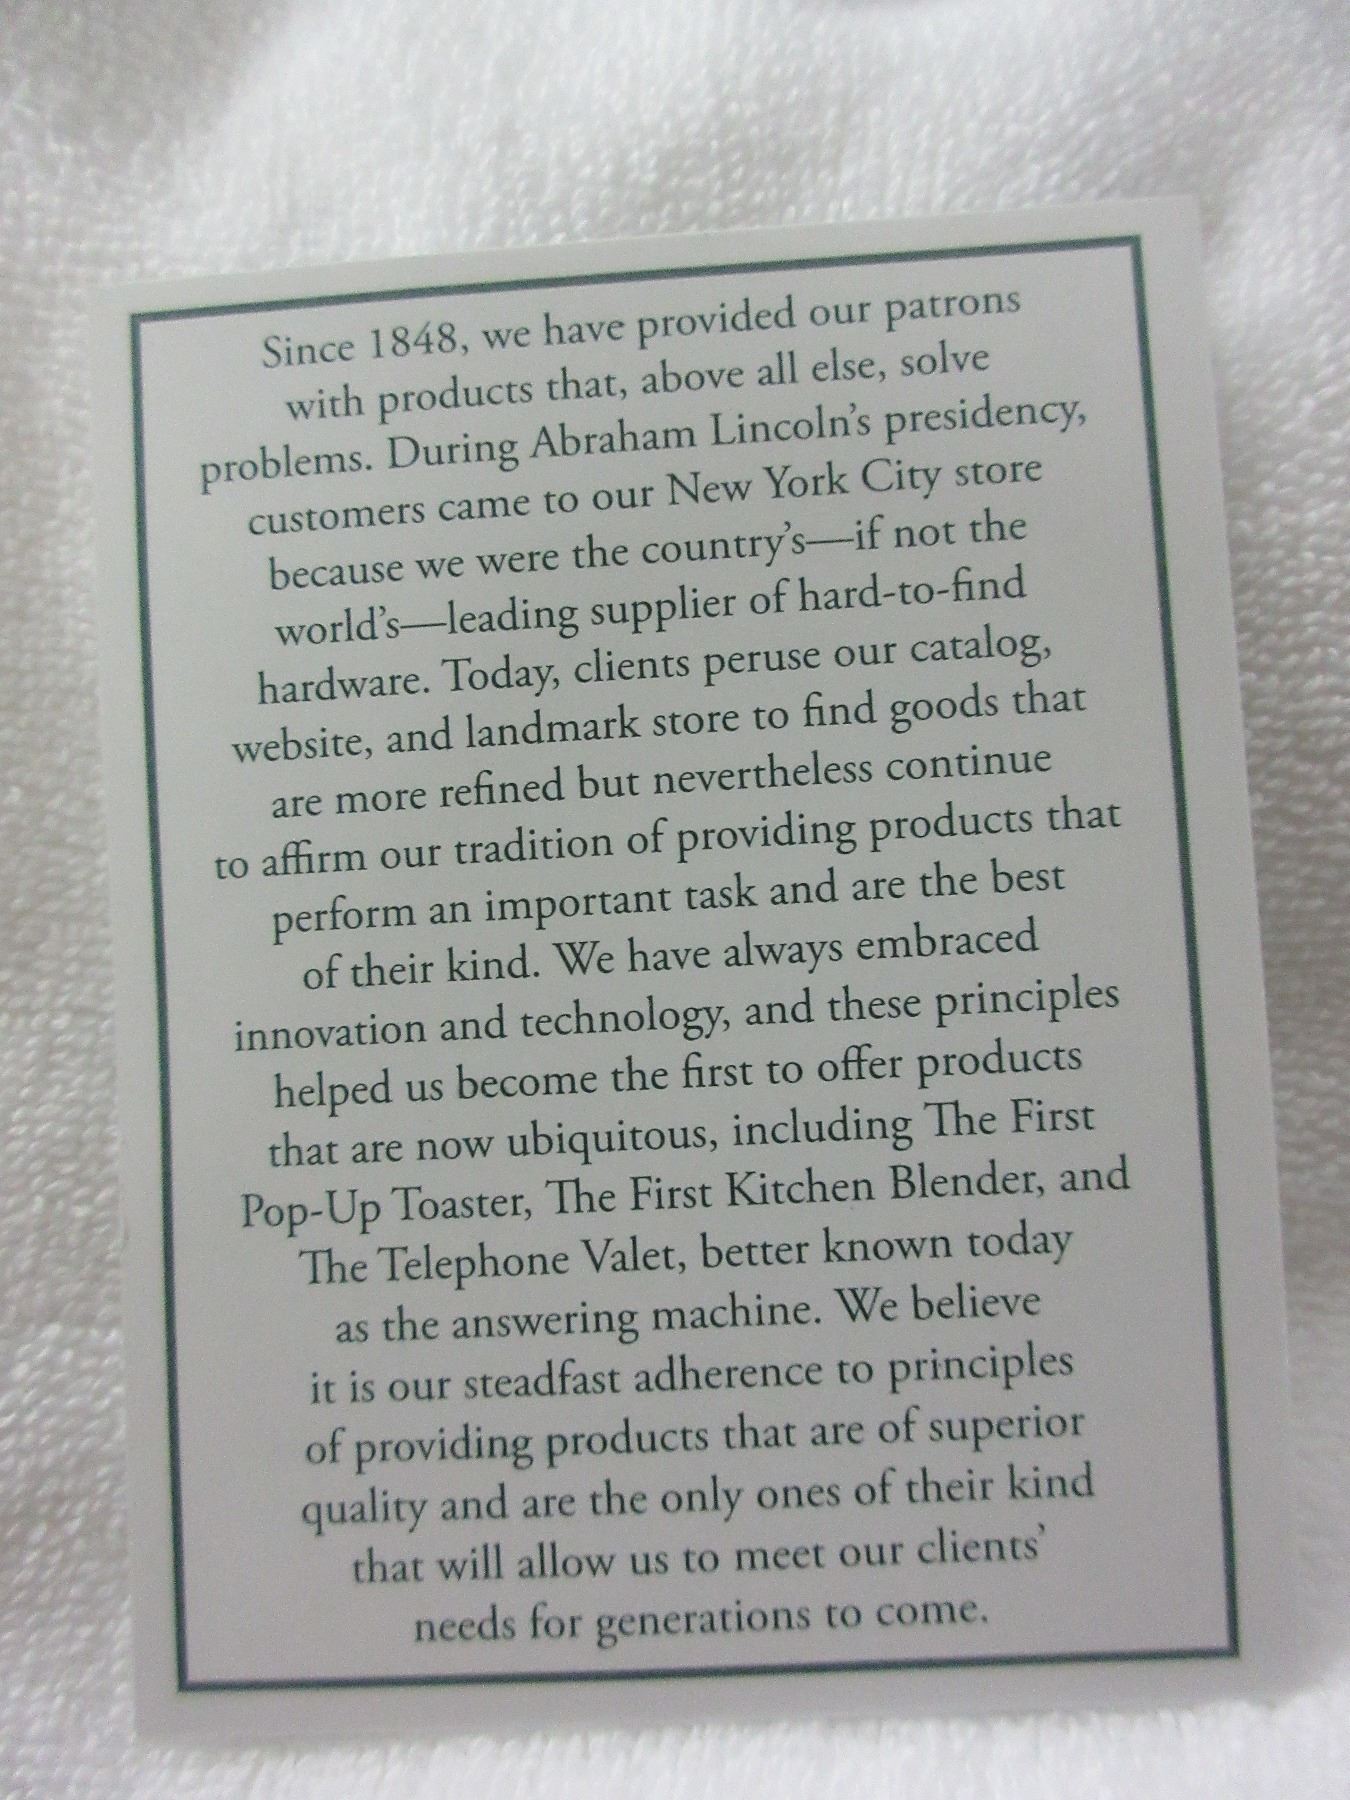 Since 1848, we have provided our patrons
with products that, above all else, solve
problems. During Abraham Lincoln's presidency,
customers came to our New York City store
because we were the country's—if not the
world's—leading supplier of hard-to-find
hardware. Today, clients peruse our catalog,
website, and landmark store to find goods that
are more refined but nevertheless continue
to affirm our tradition of providing products that
perform an important task and are the best
of their kind. We have always embraced
innovation and technology, and these principles
helped us become the first to offer products
that are now ubiquitous, including The First
Pop-Up Toaster, The First Kitchen Blender, and
The Telephone Valet, better known today
as the answering machine. We believe
it is our steadfast adherence to principles
of providing products that are of superior
quality and are the only ones of their kind
that will allow us to meet our clients'
needs for generations to come.